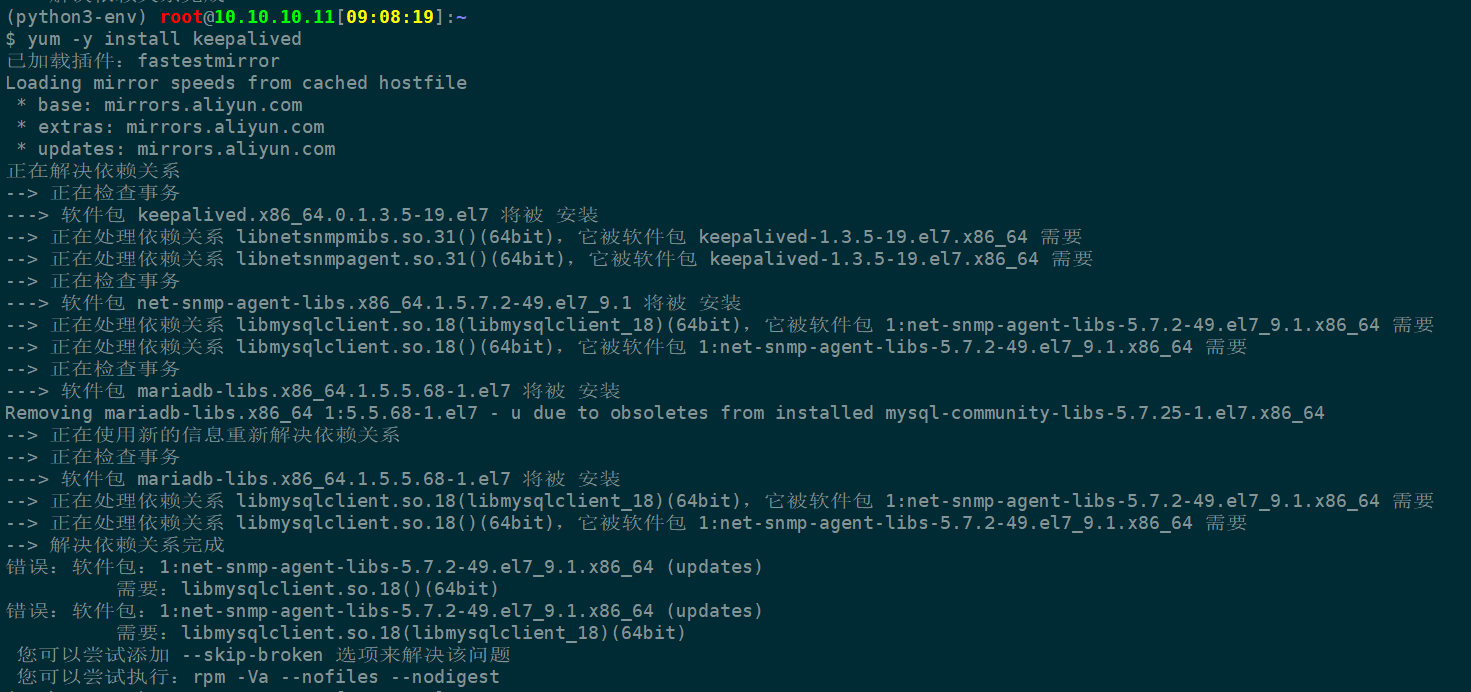 (python3-env) root@10.10.10.11[09:08:19]:~
$ yum -y install keepalived
已加载插件：fastestmirror
Loading mirror speeds from cached hostfile
 * base: mirrors.aliyun.com
 * extras: mirrors.aliyun.com
 * updates: mirrors.aliyun.com
正在解决依赖关系
--> 正在检查事务
---> 软件包 keepalived.x86_64.0.1.3.5-19.el7 将被 安装
--> 正在处理依赖关系 libnetsnmpmibs.so.31()(64bit)，它被软件包 keepalived-1.3.5-19.el7.x86_64 需要
--> 正在处理依赖关系 libnetsnmpagent.so.31()(64bit)，它被软件包 keepalived-1.3.5-19.el7.x86_64 需要
--> 正在检查事务
---> 软件包 net-snmp-agent-libs.x86_64.1.5.7.2-49.el7_9.1 将被 安装
--> 正在处理依赖关系 libmysqlclient.so.18(libmysqlclient_18)(64bit)，它被软件包 1:net-snmp-agent-libs-5.7.2-49.el7_9.1.x86_64 需要
--> 正在处理依赖关系 libmysqlclient.so.18()(64bit)，它被软件包 1:net-snmp-agent-libs-5.7.2-49.el7_9.1.x86_64 需要
--> 正在检查事务
---> 软件包 mariadb-libs.x86_64.1.5.5.68-1.el7 将被 安装
Removing mariadb-libs.x86_64 1:5.5.68-1.el7 - u due to obsoletes from installed mysql-community-libs-5.7.25-1.el7.x86_64
--> 正在使用新的信息重新解决依赖关系
--> 正在检查事务
---> 软件包 mariadb-libs.x86_64.1.5.5.68-1.el7 将被 安装
--> 正在处理依赖关系 libmysqlclient.so.18(libmysqlclient_18)(64bit)，它被软件包 1:net-snmp-agent-libs-5.7.2-49.el7_9.1.x86_64 需要
--> 正在处理依赖关系 libmysqlclient.so.18()(64bit)，它被软件包 1:net-snmp-agent-libs-5.7.2-49.el7_9.1.x86_64 需要
--> 解决依赖关系完成
错误：软件包：1:net-snmp-agent-libs-5.7.2-49.el7_9.1.x86_64 (updates)
          需要：libmysqlclient.so.18()(64bit)
错误：软件包：1:net-snmp-agent-libs-5.7.2-49.el7_9.1.x86_64 (updates)
          需要：libmysqlclient.so.18(libmysqlclient_18)(64bit)
 您可以尝试添加 --skip-broken 选项来解决该问题
 您可以尝试执行：rpm -Va --nofiles --nodigest